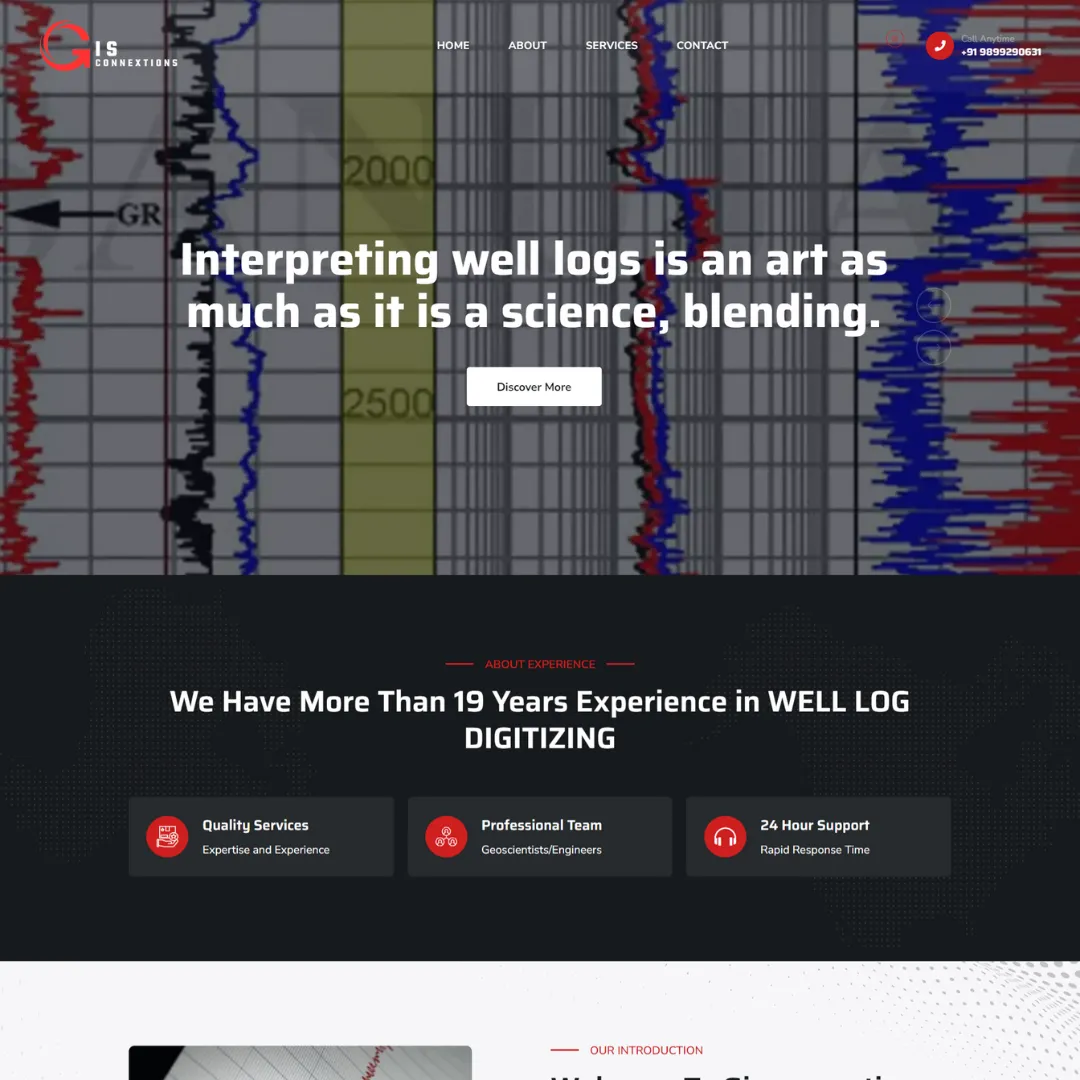 GIS
CONNEXTIONS
HOME
ABOUT
SERVICES
CONTACT
Call Anytime
+91 9899290631
2000
GR
Interpreting well logs is an art as
much as it is a science, blending.
Discover More
2500
ABOUT EXPERIENCE
We Have More Than 19 Years Experience in WELL LOG
DIGITIZING
Quality Services
Expertise and Experience
Professional Team
Geoscientists/Engineers
24 Hour Support
Rapid Response Time
OUR INTRODUCTION